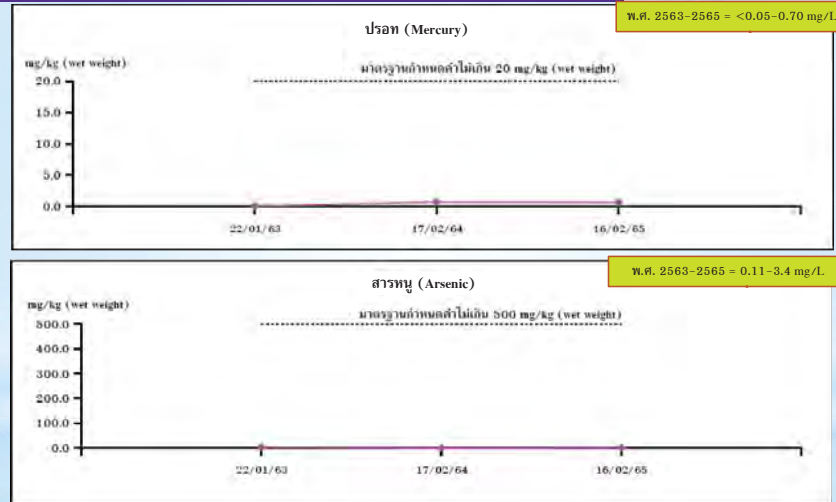 พ.ศ. 2563-2565 = <0.05-0.70 mg/L
ปรอท (Mercury)
mg/kg (wet weight)
มาตรฐานกำหนดค่าไม่เกิน 20 mg/kg (wet weight)
20.0
15.0
10.0
5.0
0.0
22/01/63 17/02/64 16/02/65
พ.ศ. 2563-2565 = 0.11-3.4 mg/L
สารหนู (Arsenic)
mg/kg (wet weight)
มาตรฐานกำหนดค่าไม่เกิน 500 mg/kg (wet weight)
500.0
400.0
300.0
200.0
100.0
0.0
22/01/63 17/02/64 16/02/65